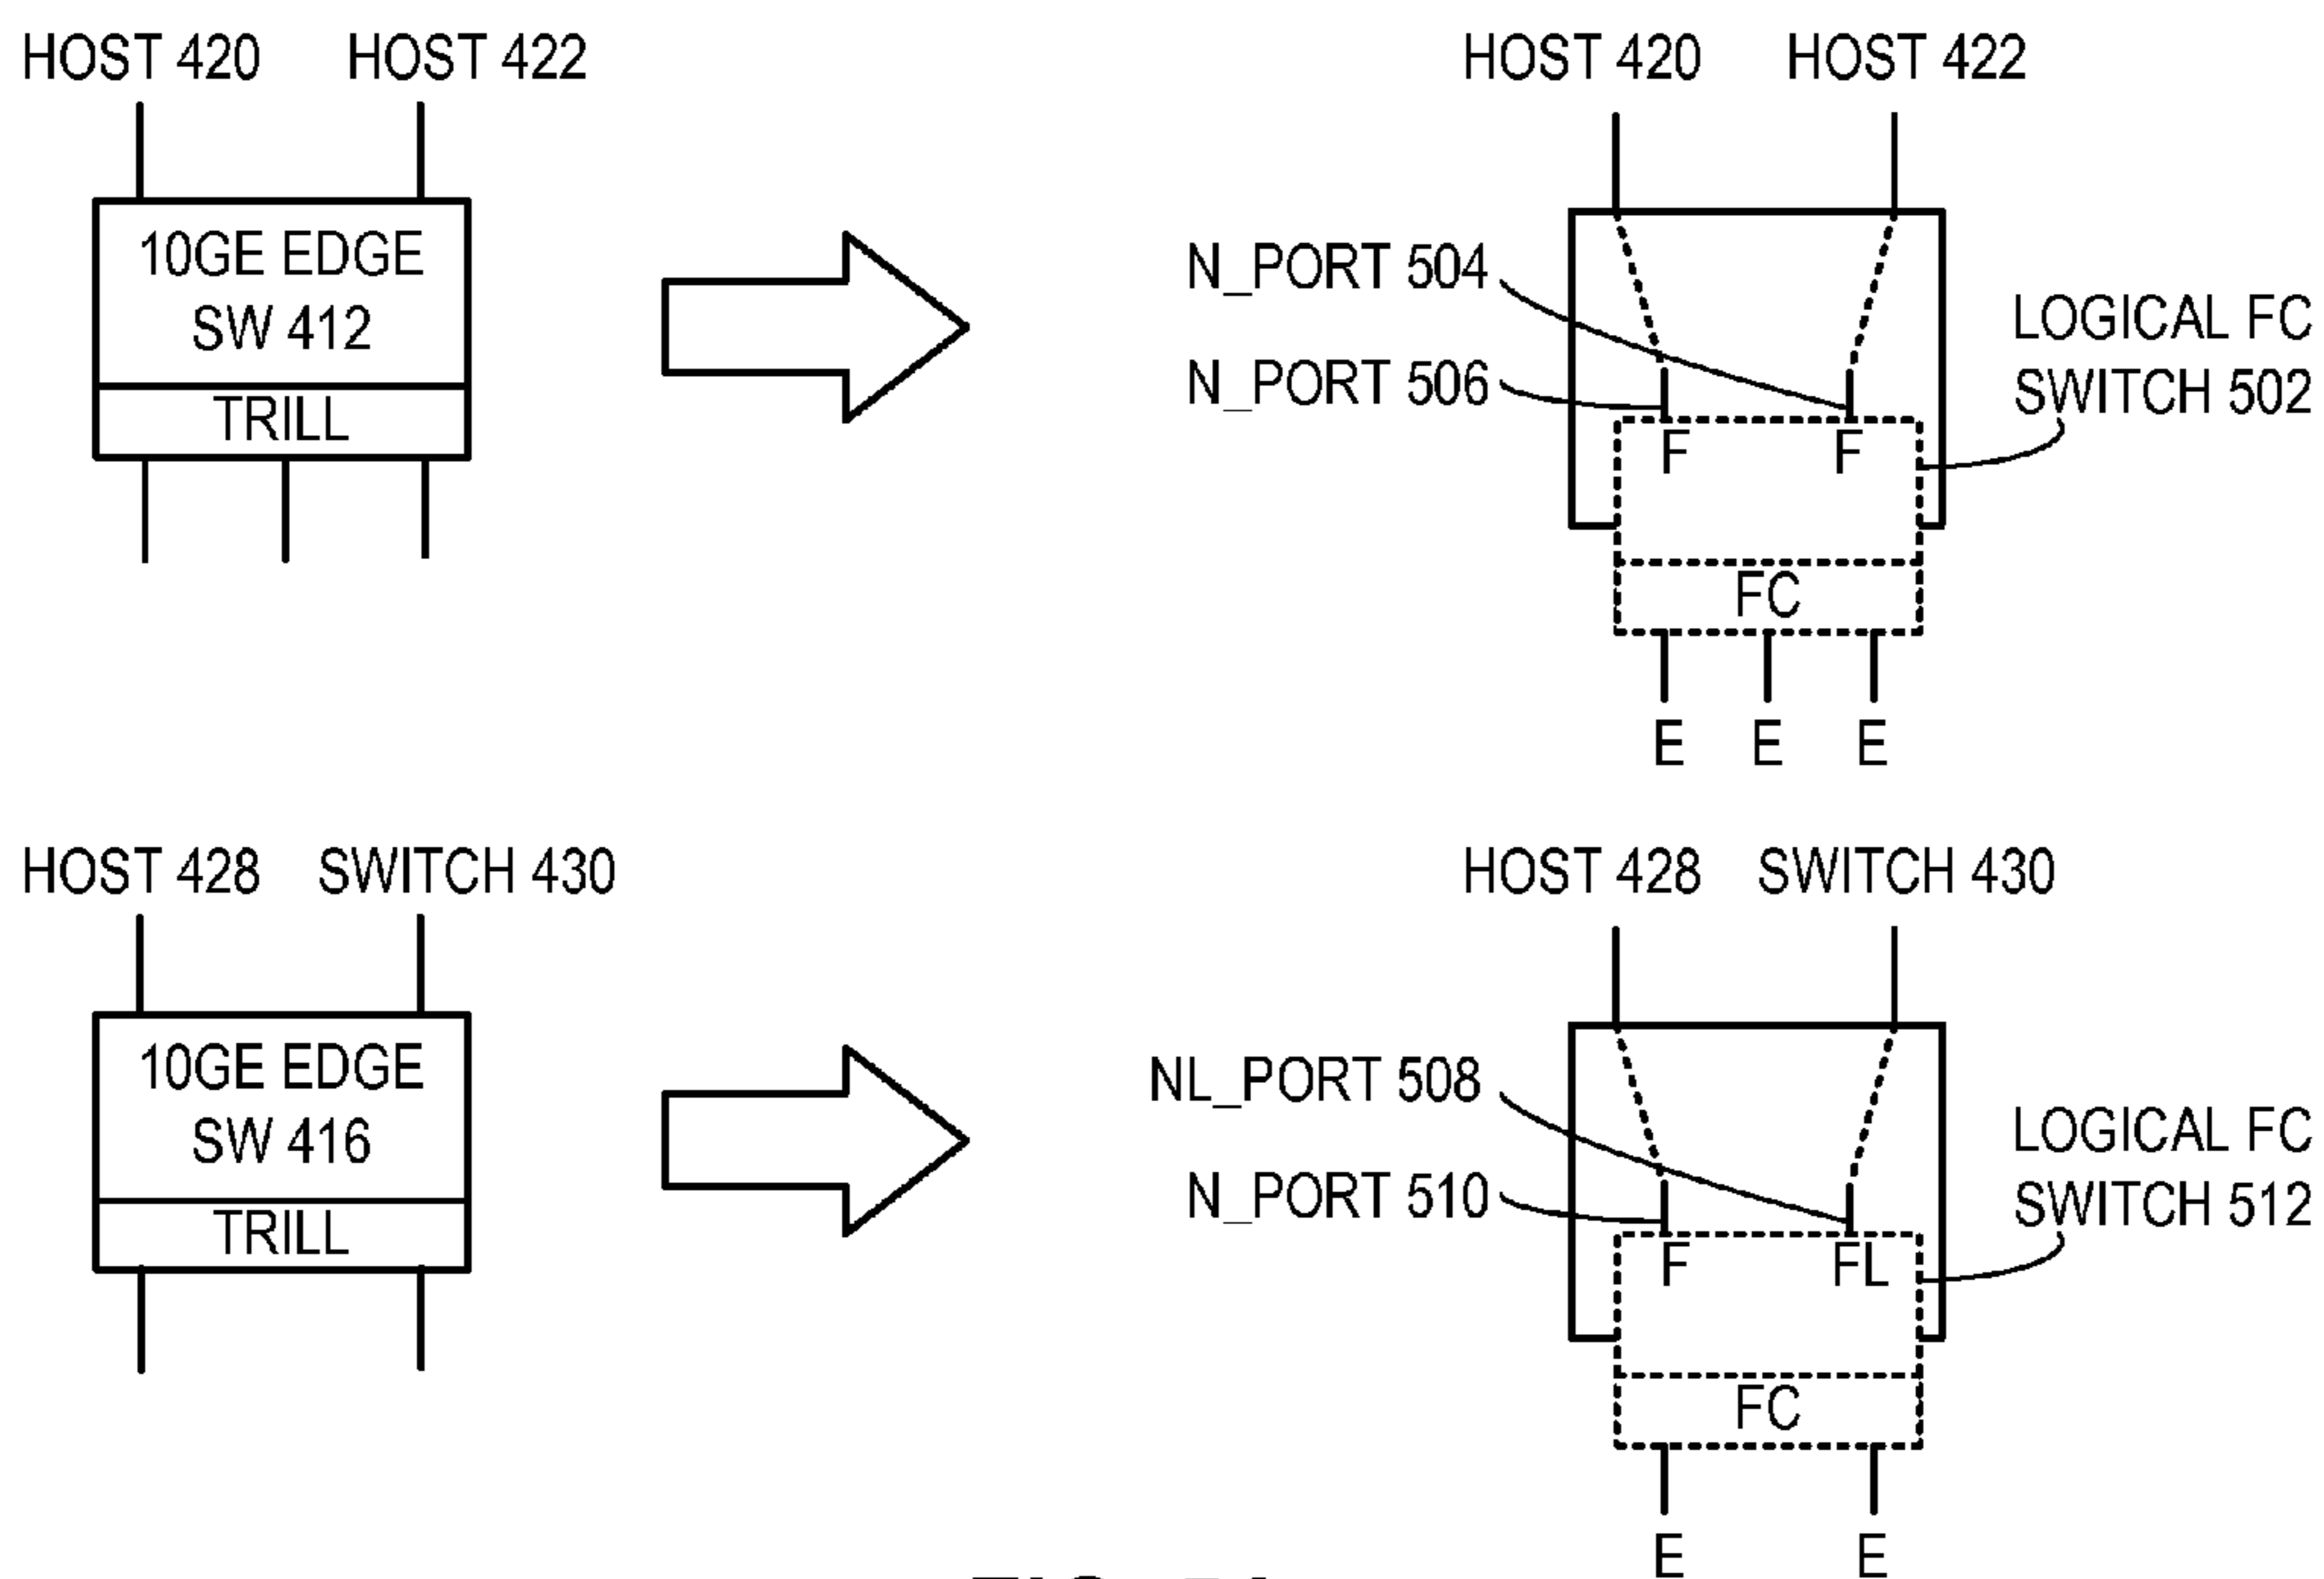 HOST 420
HOST 422
10GE EDGE
SW 412
TRILL
HOST 420
HOST 422
N_PORT 504
N_PORT 506
LOGICAL FC
SWITCH 502
F
F
FC
E
E
E
HOST 428
SWITCH 430
10GE EDGE
SW 416
TRILL
HOST 428
SWITCH 430
NL_PORT 508
N_PORT 510
LOGICAL FC
SWITCH 512
F
FL
FC
E
E